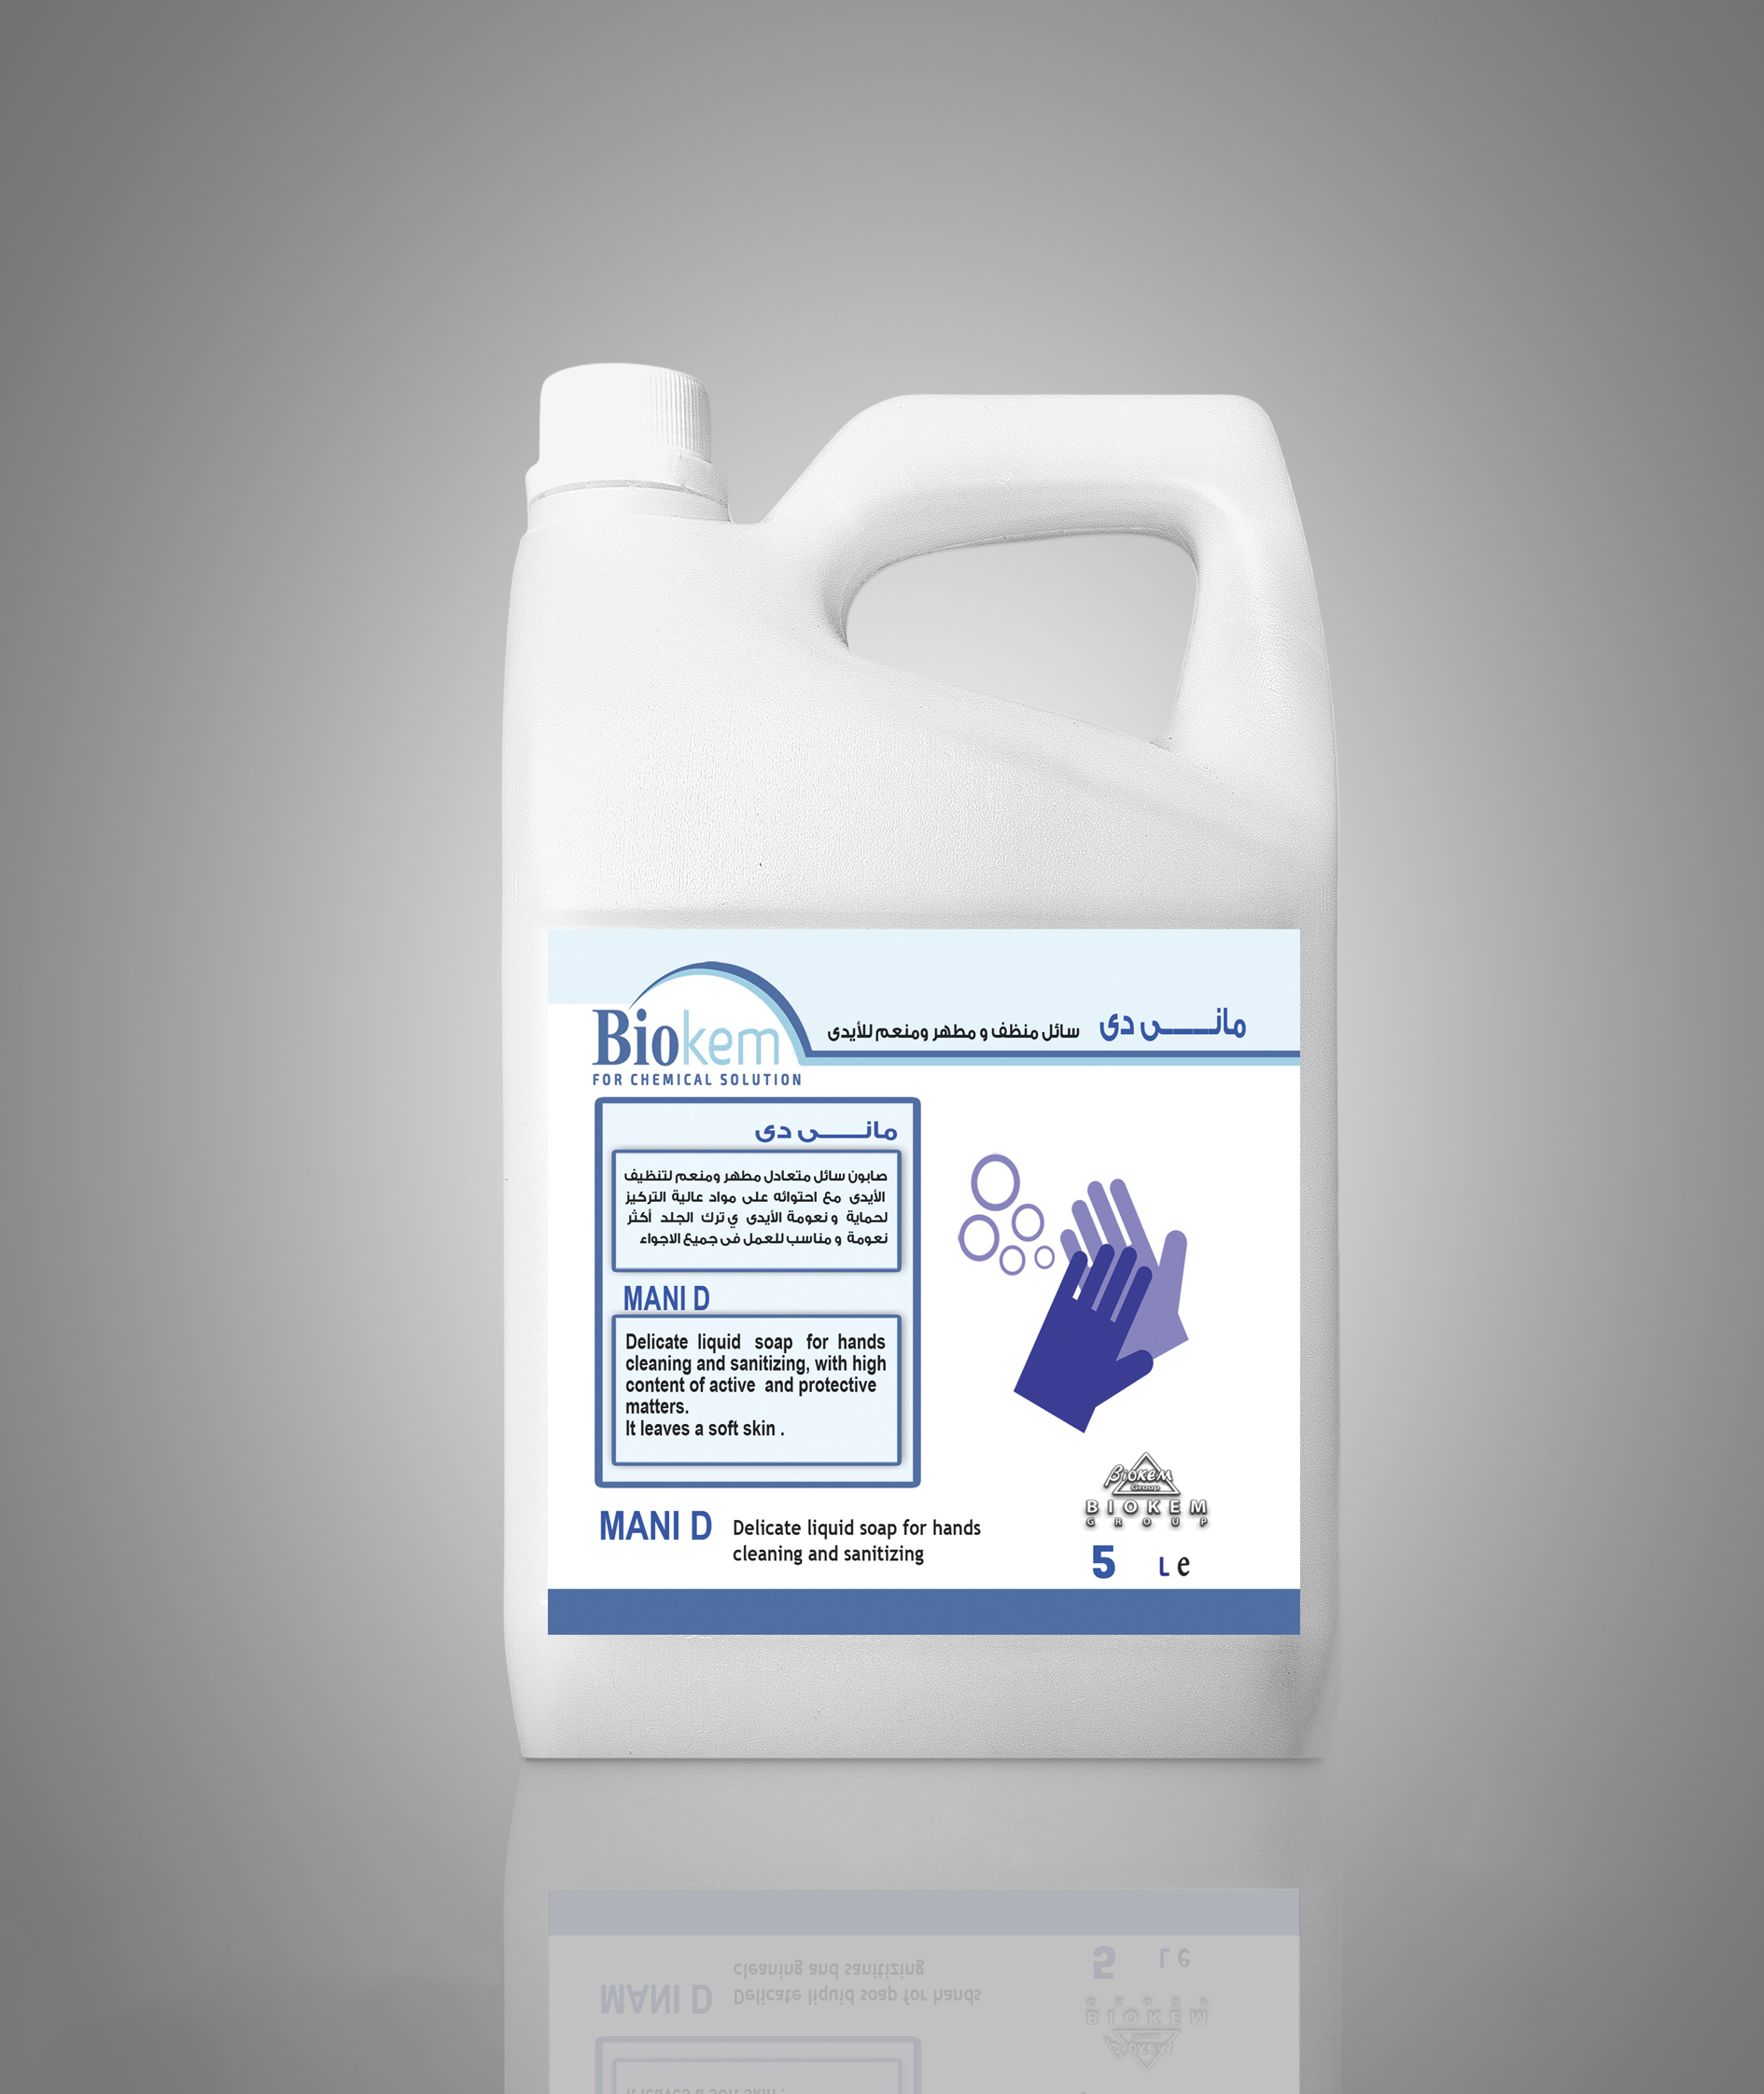 Biokem
FOR CHEMICAL SOLUTION
مانـــى دى
سائل منظف و مطهر ومنعم للأيدى
مانـــى دى
صابون سائل متعادل مطهر ومنعم لتنظيف
الأيدى مع احتوائه على مواد عالية التركيز
لحماية و نعومة الأيدى ي ترك الجلد أكثر
نعومة و مناسب للعمل فى جميع الاجواء
MANI D
Delicate liquid soap for hands
cleaning and sanitizing, with high
content of active and protective
matters.
It leaves a soft skin .
MANI D
Delicate liquid soap for hands
cleaning and sanitizing
Biokem
Group
BIOKEM
GROUP
5 L e